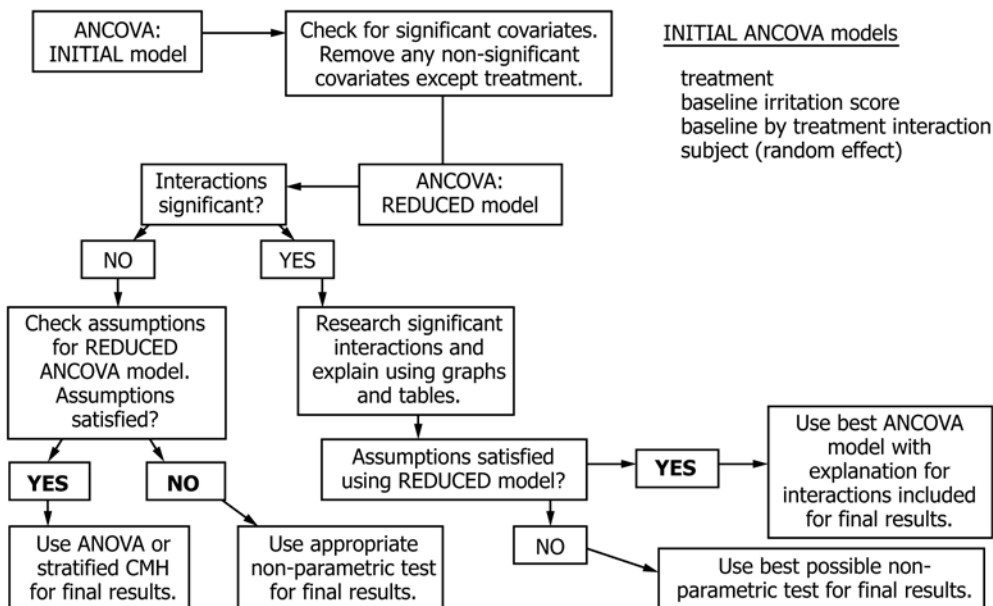 ANCOVA:
INITIAL model
Check for significant covariates.
Remove any non-significant
covariates except treatment.
INITIAL ANCOVA models
treatment
baseline irritation score
baseline by treatment interaction
subject (random effect)
Interactions
significant?
ANCOVA:
REDUCED model
NO
YES
Check assumptions
for REDUCED
ANCOVA model.
Assumptions
satisfied?
Research significant
interactions and
explain using graphs
and tables.
YES
NO
Assumptions satisfied
using REDUCED model?
YES
Use best ANCOVA
model with
explanation for
interactions included
for final results.
Use ANOVA or
stratified CMH
for final results.
Use appropriate
non-parametric test
for final results.
NO
Use best possible non-
parametric test for final results.